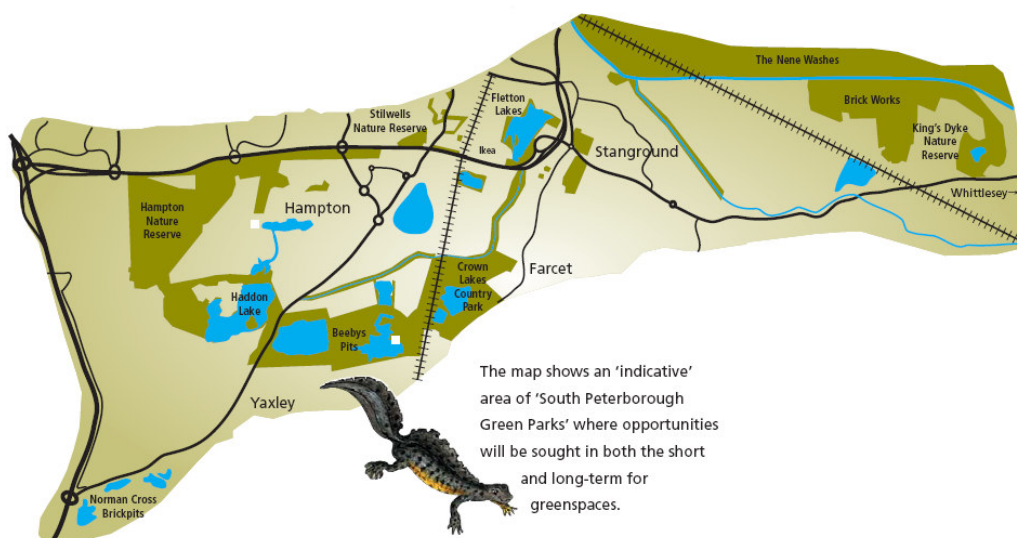 The Nene Washes
Brick Works
King's Dyke
Nature
Reserve
Whittlesey→
Fletton
Lakes
Stilwells
Nature Reserve
Ikea
Stanground
Hampton
Nature
Reserve
Hampton
Farcet
Crown
Lakes
Country
Park
Haddon
Lake
Beebys
Pits
Yaxley
Norman Cross
Brickpits
The map shows an ‘indicative’
area of ‘South Peterborough
Green Parks’ where opportunities
will be sought in both the short
and long-term for
greenspaces.